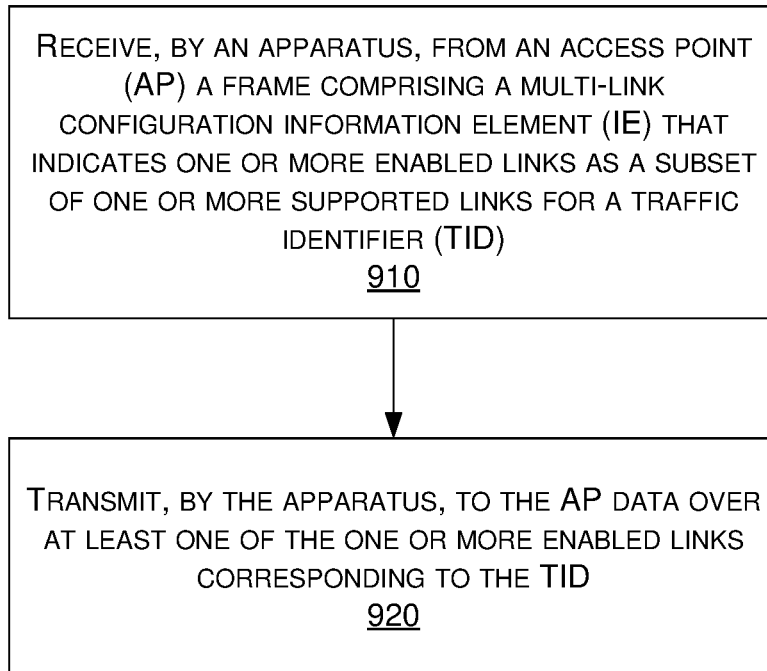 RECEIVE, BY AN APPARATUS, FROM AN ACCESS POINT
(AP) A FRAME COMPRISING A MULTI-LINK
CONFIGURATION INFORMATION ELEMENT (IE) THAT
INDICATES ONE OR MORE ENABLED LINKS AS A SUBSET
OF ONE OR MORE SUPPORTED LINKS FOR A TRAFFIC
IDENTIFIER (TID)
910
TRANSMIT, BY THE APPARATUS, TO THE AP DATA OVER
AT LEAST ONE OF THE ONE OR MORE ENABLED LINKS
CORRESPONDING TO THE TID
920